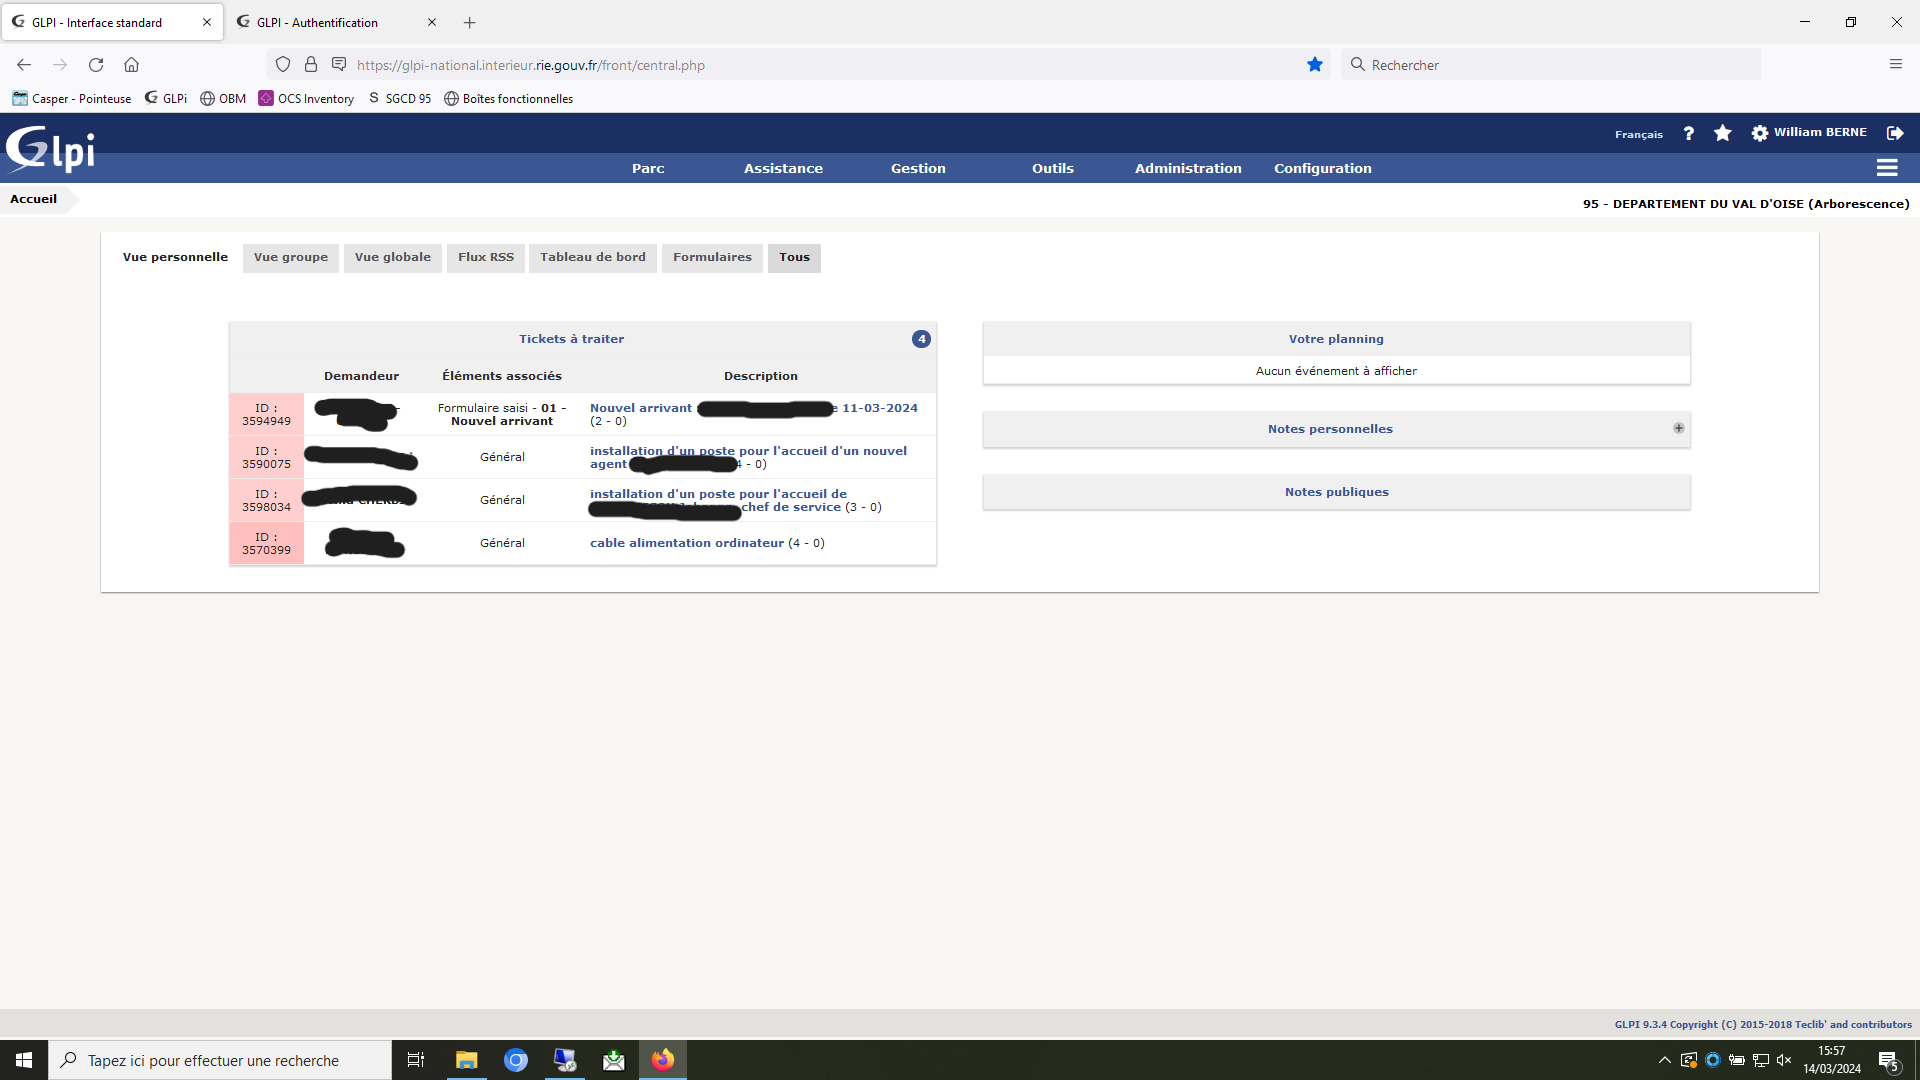 GLPI - Interface standard
GLPI - Authentification
https://glpi-national.interieur.rie.gouv.fr/front/central.php
Rechercher
Casper - Pointeuse
GLPi
OBM
OCS Inventory
S SGCD 95
Boîtes fonctionnelles
Glpi
Français
?
William BERNE
Parc
Assistance
Gestion
Outils
Administration
Configuration
Accueil
95 - DEPARTEMENT DU VAL D'OISE (Arborescence)
Vue personnelle
Vue groupe
Vue globale
Flux RSS
Tableau de bord
Formulaires
Tous
Tickets à traiter
4
Demandeur
Éléments associés
Description
ID :
3594949
Formulaire saisi - 01 -
Nouvel arrivant
Nouvel arrivant 11-03-2024
(2 - 0)
ID :
3590075
Général
installation d'un poste pour l'accueil d'un nouvel
agent - 0)
ID :
3598034
Général
installation d'un poste pour l'accueil de
chef de service (3 - 0)
ID :
3570399
Général
cable alimentation ordinateur (4 - 0)
Votre planning
Aucun événement à afficher
Notes personnelles
Notes publiques
GLPI 9.3.4 Copyright (C) 2015-2018 Teclib' and contributors
Tapez ici pour effectuer une recherche
15:57
14/03/2024
5